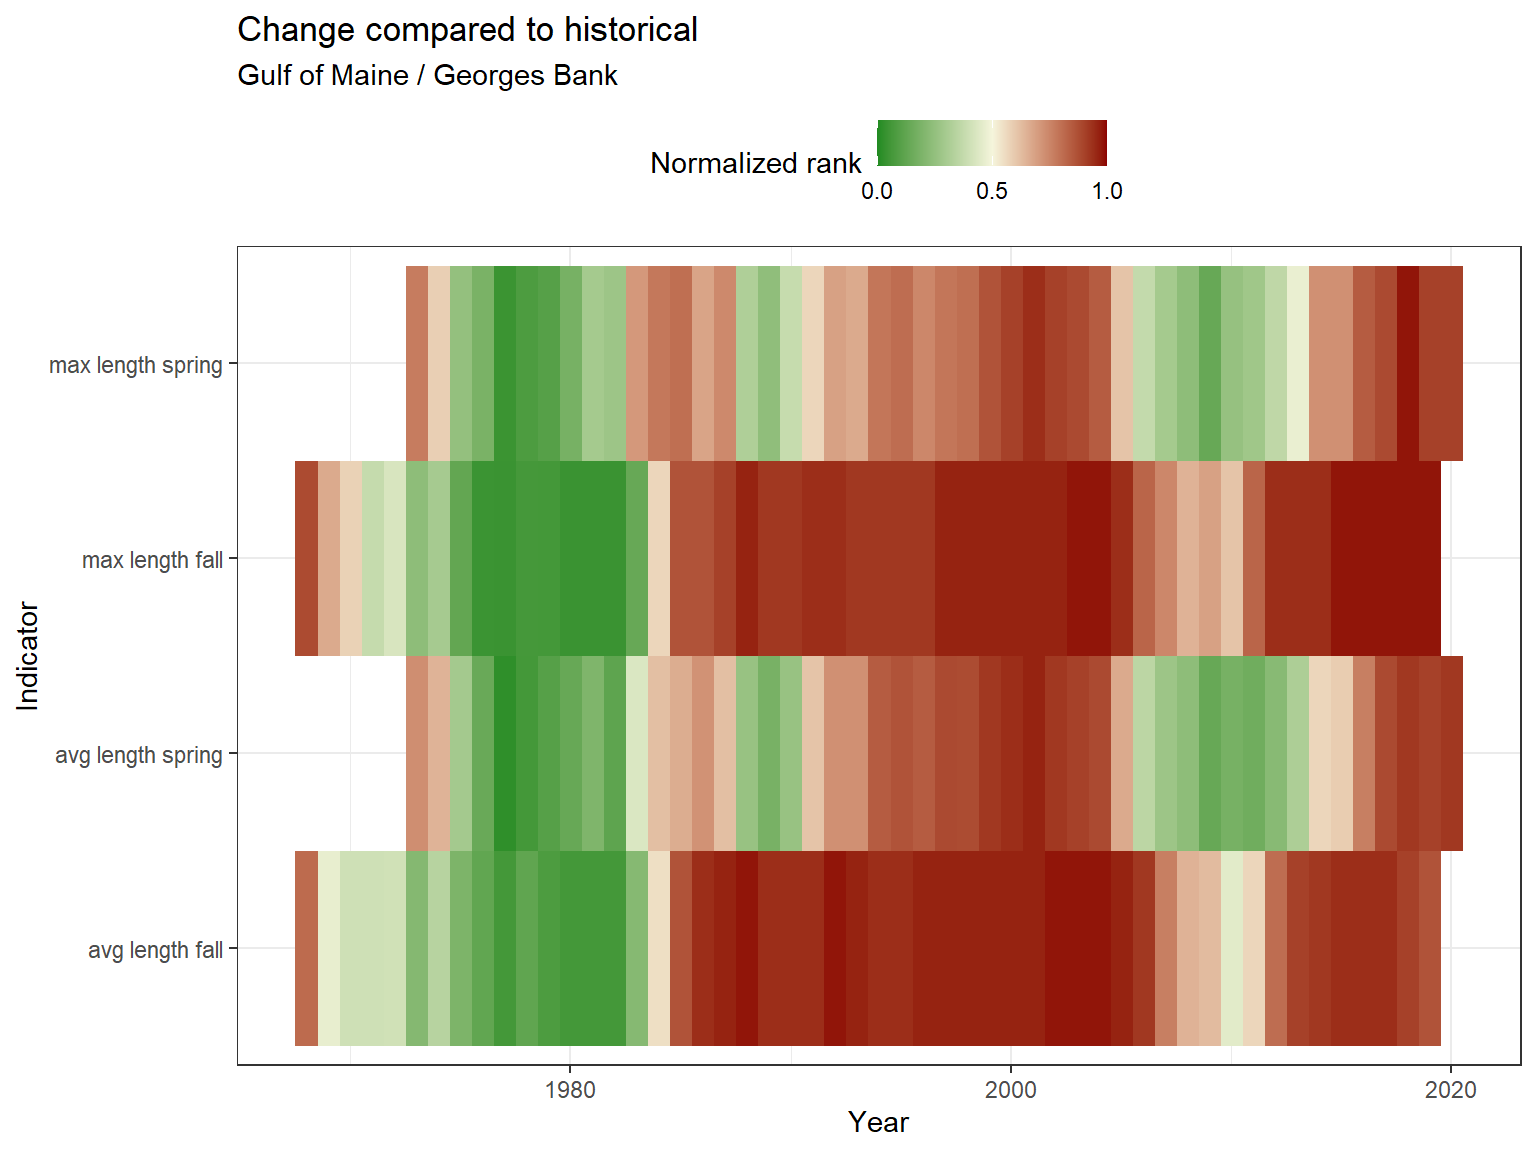 Change compared to historical
Gulf of Maine / Georges Bank
Normalized rank
0.0 0.5 1.0
max length spring
max length fall
avg length spring
avg length fall
Indicator
1980 2000 2020
Year